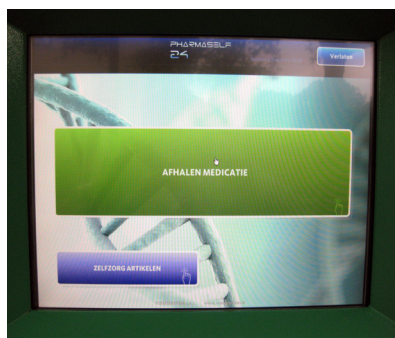 PHARMASELF
24
Verlaten
AFHALEN MEDICATIE
ZELFZORG ARTIKELEN